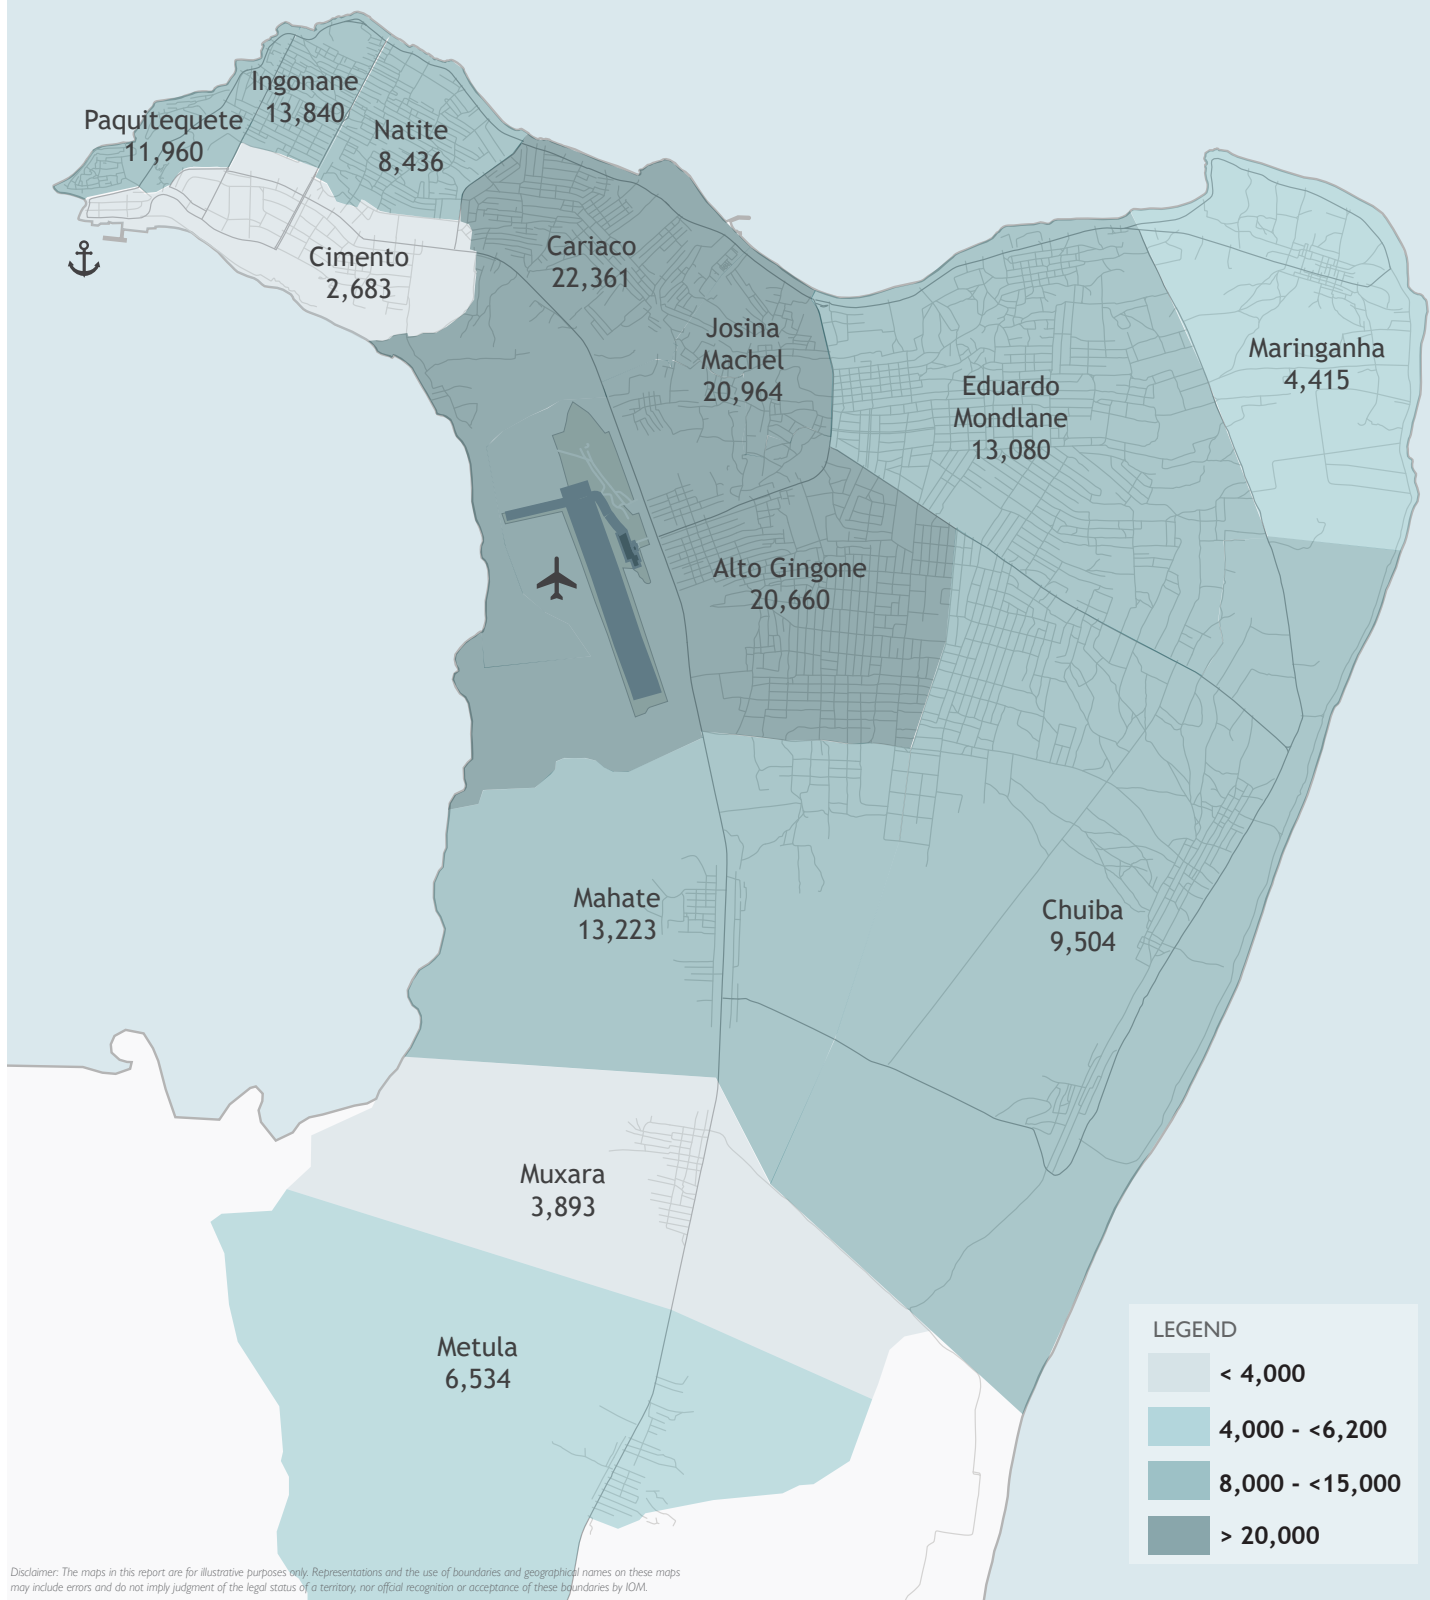 Ingonane
13,840
Paquitequete
11,960
Natite
8,436
Cimento
2,683
Cariaco
22,361
Josina
Machel
20,964
Eduardo
Mondlane
13,080
Maringanha
4,415
Alto Gingone
20,660
Mahate
13,223
Chuiba
9,504
Muxara
3,893
Metula
6,534
LEGEND
< 4,000
4,000 - <6,200
8,000 - <15,000
> 20,000
Disclaimer: The maps in this report are for illustrative purposes only. Representations and the use of boundaries and geographical names on these maps
may include errors and do not imply judgment of the legal status of a territory, nor offcial recognition or acceptance of these boundaries by IOM.